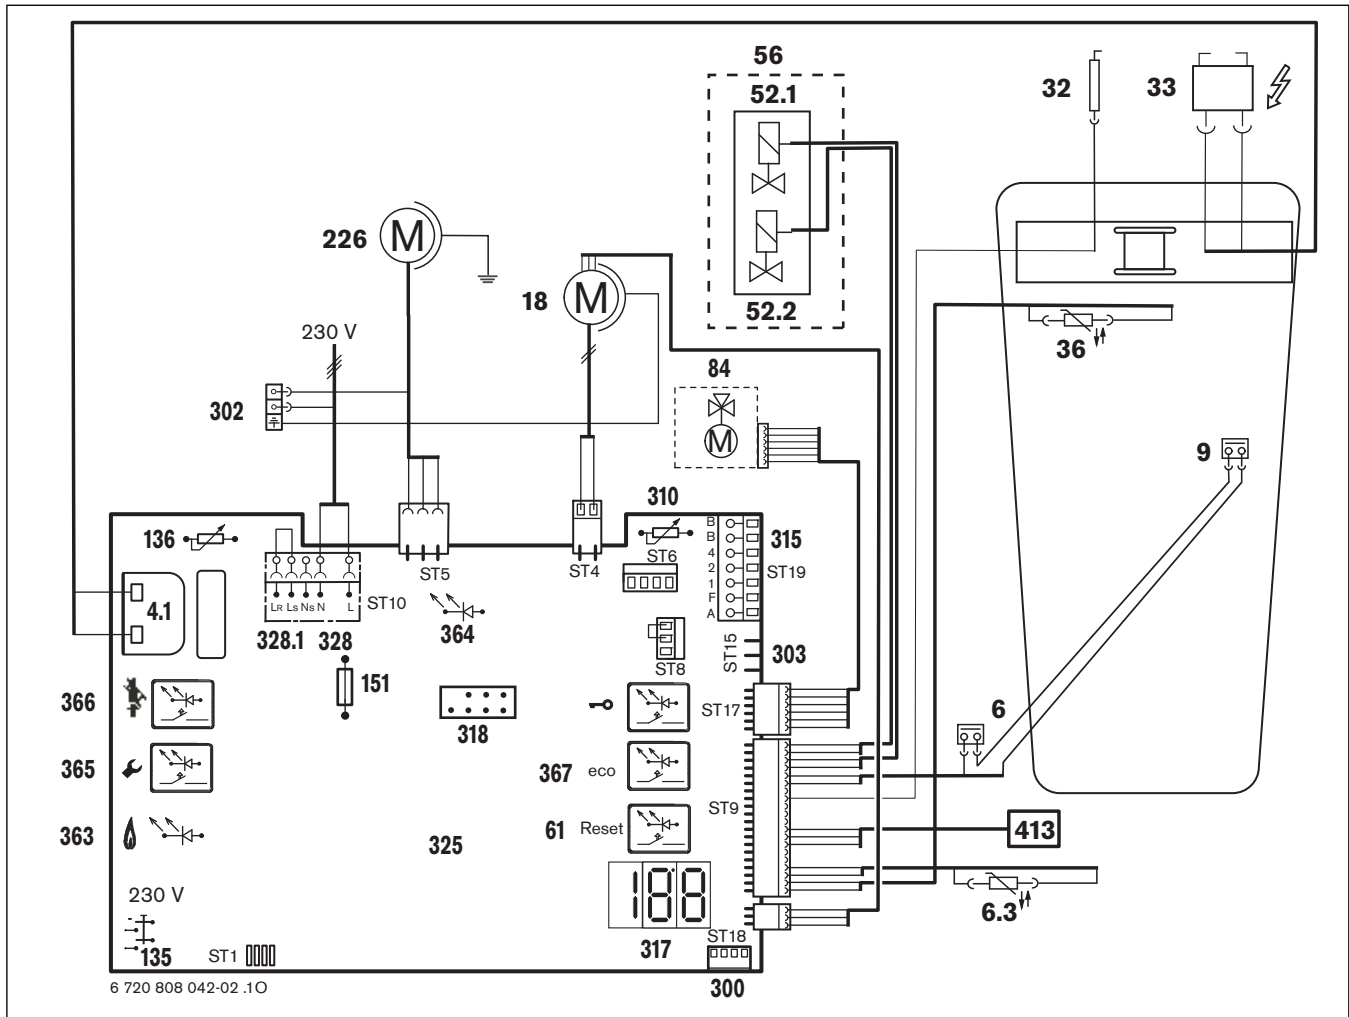 56
52.1
32
33
226
M
18
M
52.2
230 V
36
84
302
M
9
310
B
B
4
2
1
F
A
315
136
ST6
ST5
ST4
ST19
4.1
LR LS NS N L
ST10
328.1
328
364
ST8
ST15
303
151
366
318
ST17
6
365
367
eco
ST9
363
325
61
Reset
413
230 V
188
6.3
135
ST1
317
ST18
300
6 720 808 042-02 .1O